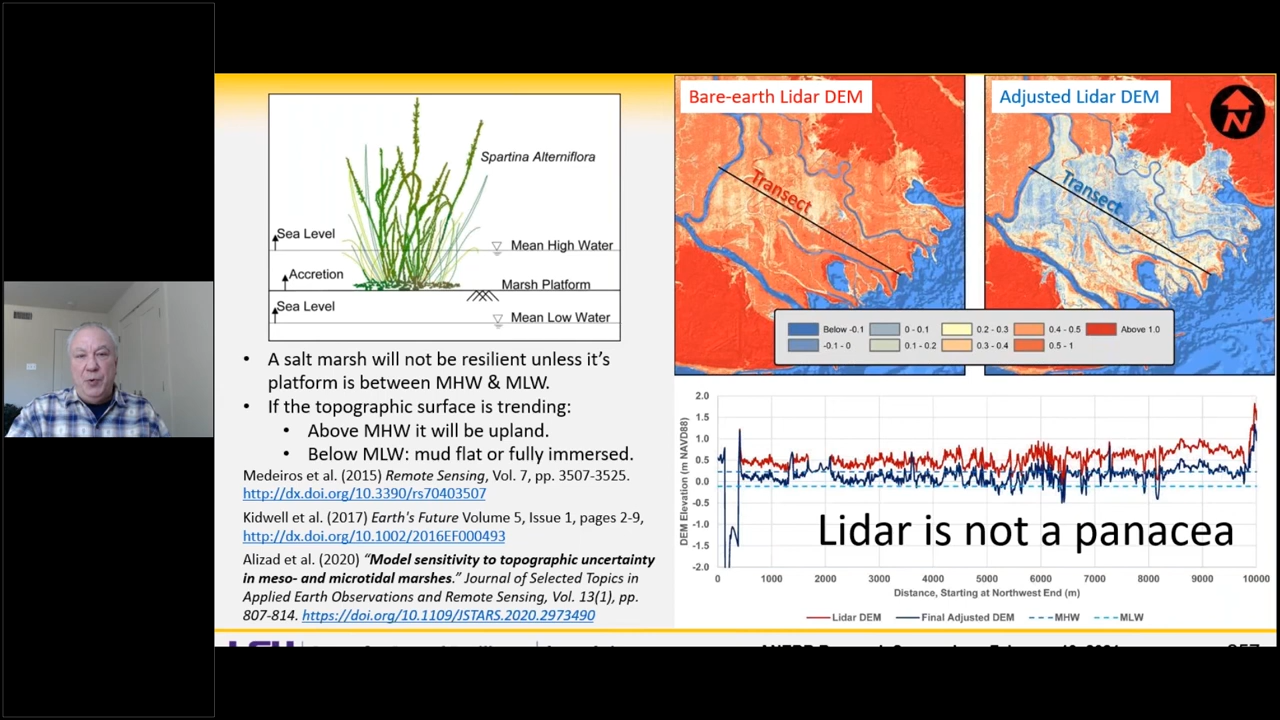 Spartina Alterniflora
Sea Level
Mean High Water
Accretion
Marsh Platform
Sea Level
Mean Low Water
• A salt marsh will not be resilient unless it's
platform is between MHW & MLW.
• If the topographic surface is trending:
• Above MHW it will be upland.
• Below MLW: mud flat or fully immersed.
Medeiros et al. (2015) Remote Sensing, Vol. 7, pp. 3507-3525.
http://dx.doi.org/10.3390/rs70403507
Kidwell et al. (2017) Earth's Future Volume 5, Issue 1, pages 2-9,
http://dx.doi.org/10.1002/2016EF000493
Alizad et al. (2020) "Model sensitivity to topographic uncertainty
in meso- and microtidal marshes." Journal of Selected Topics in
Applied Earth Observations and Remote Sensing, Vol. 13(1), pp.
807-814. https://doi.org/10.1109/JSTARS.2020.2973490
Bare-earth Lidar DEM
Transect
Adjusted Lidar DEM
N
Transect
Below -0.1
0 - 0.1
0.2 - 0.3
0.4 - 0.5
Above 1.0
-0.1 - 0
0.1 - 0.2
0.3 - 0.4
0.5 - 1
DEM Elevation (m NAVD88)
2.0
1.5
1.0
0.5
0.0
-0.5
-1.0
-1.5
-2.0
Lidar is not a panacea
0 1000 2000 3000 4000 5000 6000 7000 8000 9000 10000
Distance, Starting at Northwest End (m)
Lidar DEM Final Adjusted DEM MHW MLW
LSU